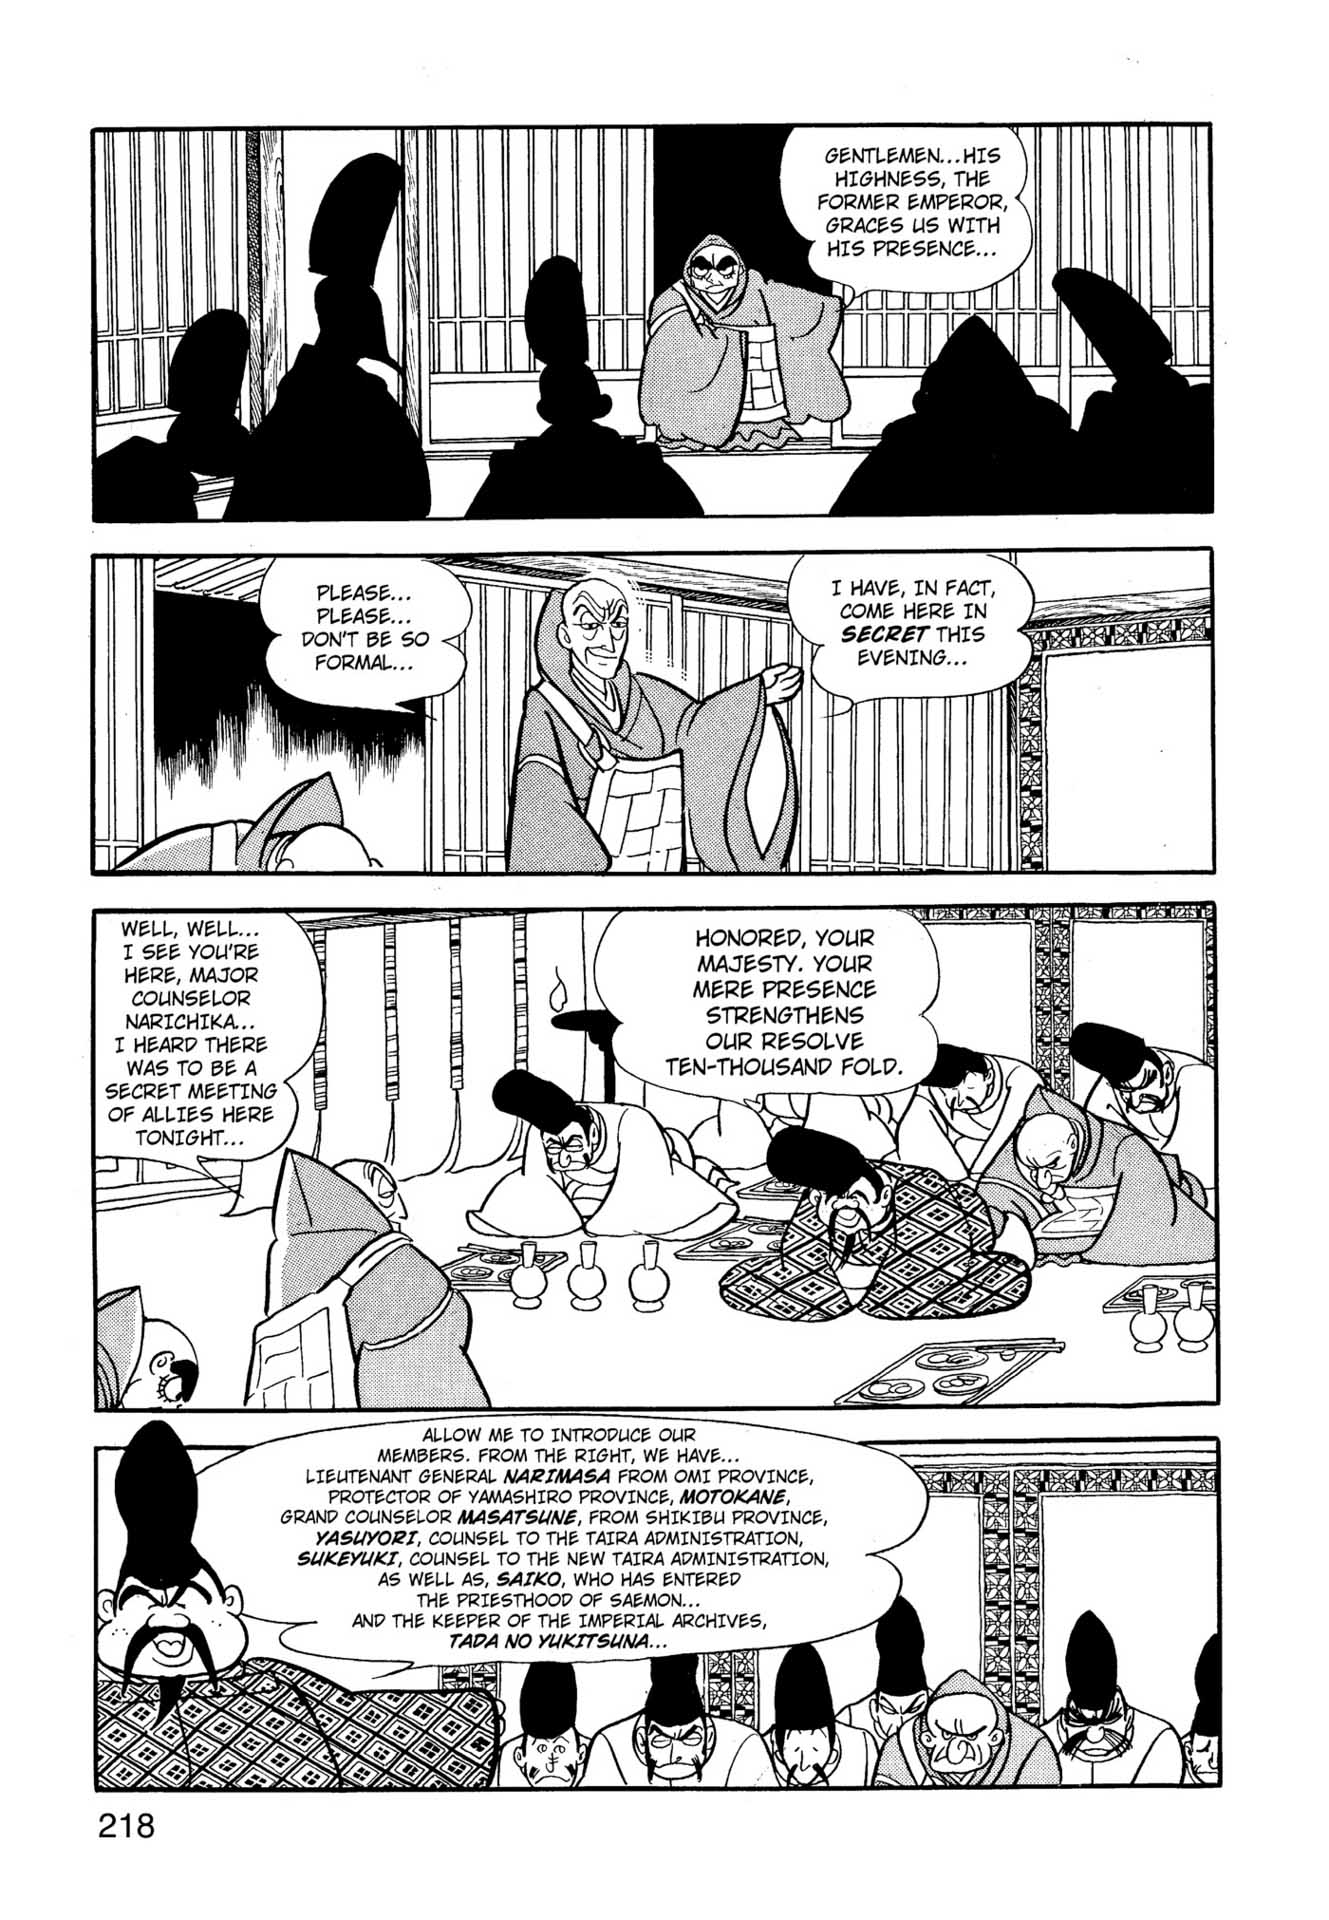 GENTLEMEN...HIS
HIGHNESS, THE
FORMER EMPEROR,
GRACES US WITH
HIS PRESENCE...
PLEASE...
PLEASE...
DON'T BE SO
FORMAL...
I HAVE, IN FACT,
COME HERE IN
SECRET THIS
EVENING...
WELL, WELL...
I SEE YOU'RE
HERE, MAJOR
COUNSELOR
NARICHIKA...
I HEARD THERE
WAS TO BE A
SECRET MEETING
OF ALLIES HERE
TONIGHT...
HONORED, YOUR
MAJESTY. YOUR
MERE PRESENCE
STRENGTHENS
OUR RESOLVE
TEN-THOUSAND FOLD.
ALLOW ME TO INTRODUCE OUR
MEMBERS. FROM THE RIGHT, WE HAVE...
LIEUTENANT GENERAL NARIMASA FROM OMI PROVINCE,
PROTECTOR OF YAMASHIRO PROVINCE, MOTOKANE,
GRAND COUNSELOR MASATSUNE, FROM SHIKIBU PROVINCE,
YASUYORI, COUNSEL TO THE TAIRA ADMINISTRATION,
SUKEYUKI, COUNSEL TO THE NEW TAIRA ADMINISTRATION,
AS WELL AS, SAIKO, WHO HAS ENTERED
THE PRIESTHOOD OF SAEMON...
AND THE KEEPER OF THE IMPERIAL ARCHIVES,
TADA NO YUKITSUNA...
218